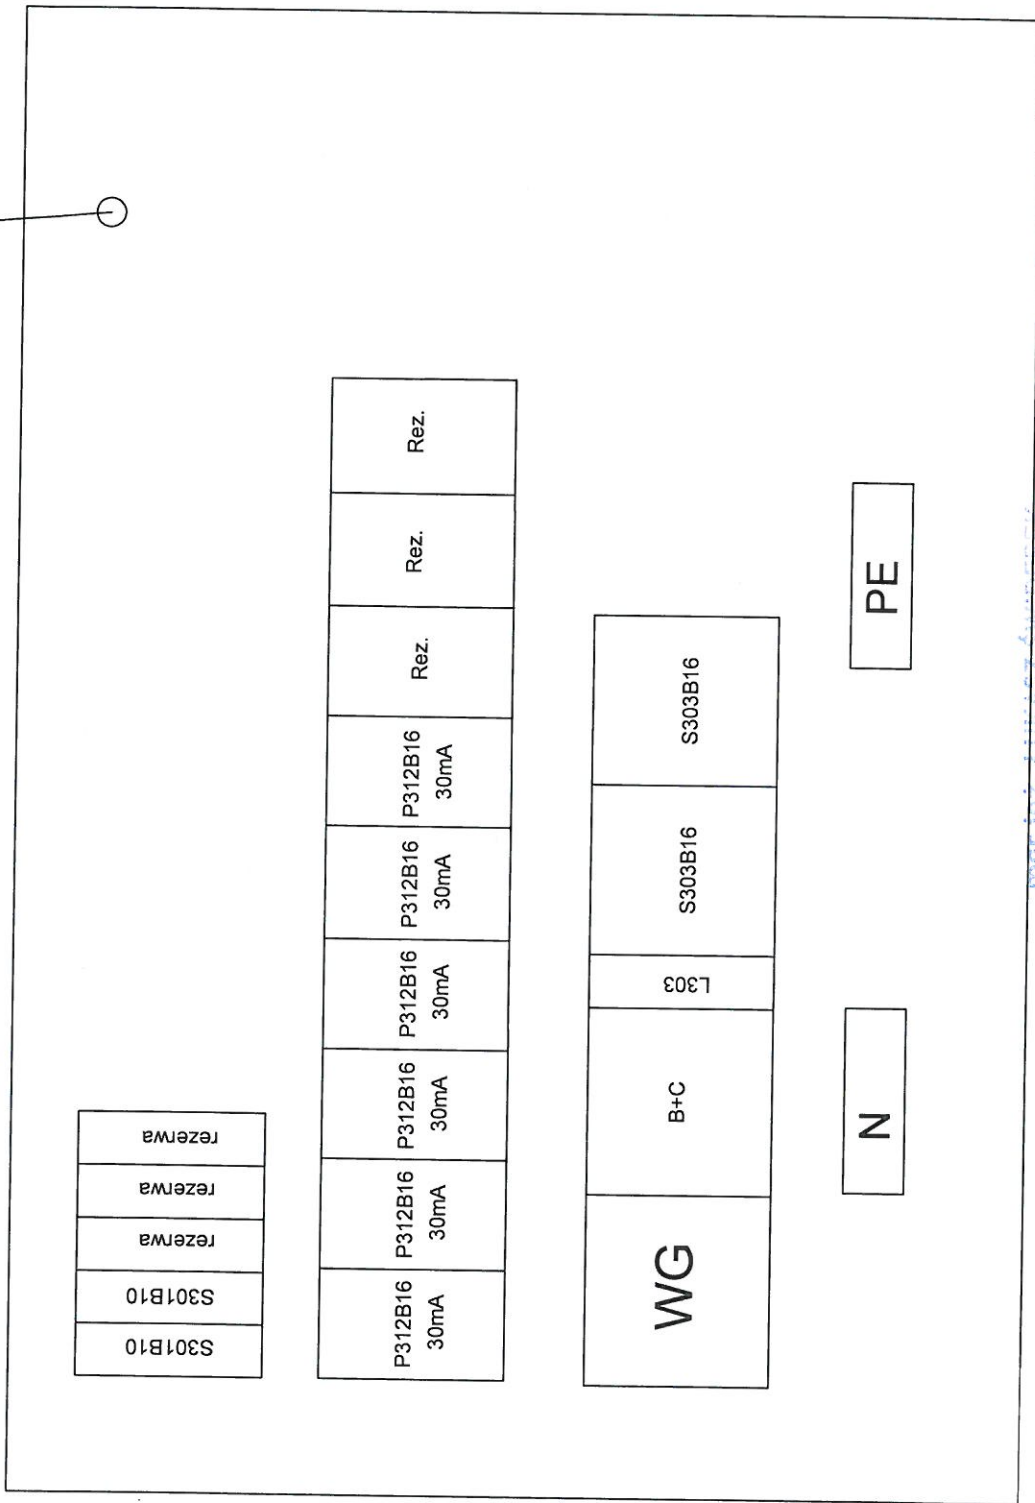 S301B10
S301B10
rezerwa
rezerwa
rezerwa
P312B16
30mA
P312B16
30mA
P312B16
30mA
P312B16
30mA
P312B16
30mA
P312B16
30mA
Rez.
Rez.
Rez.
WG
B+C
L303
S303B16
S303B16
N
PE